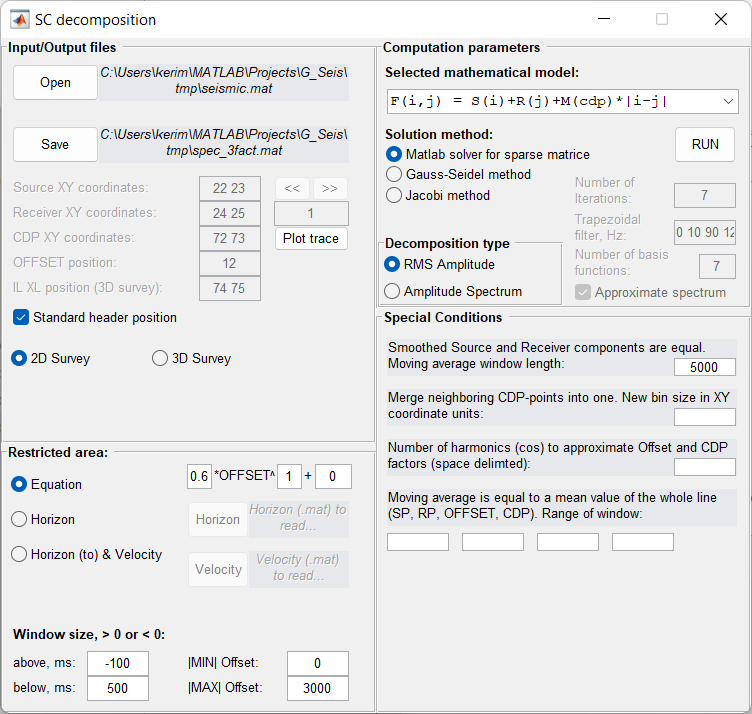 SC decomposition
Input/Output files
Open
C:\Users\kerim\MATLAB\Projects\G_Seis\
tmp\seismic.mat
Save
C:\Users\kerim\MATLAB\Projects\G_Seis\
tmp\spec_3fact.mat
Source XY coordinates:
22 23
<<
>>
Receiver XY coordinates:
24 25
1
CDP XY coordinates:
72 73
Plot trace
OFFSET position:
12
IL XL position (3D survey):
74 75
Standard header position
2D Survey
3D Survey
Restricted area:
Equation
0.6 *OFFSET^ 1 + 0
Horizon
Horizon
Horizon (.mat) to
read...
Horizon (to) & Velocity
Velocity
Velocity (.mat)
to read...
Window size, > 0 or < 0:
above, ms:
-100
|MIN| Offset:
0
below, ms:
500
|MAX| Offset:
3000
Computation parameters
Selected mathematical model:
F(i,j) = S(i)+R(j)+M(cdp)*|i-j|
Solution method:
Matlab solver for sparse matrice
RUN
Gauss-Seidel method
Jacobi method
Number of
Iterations:
7
Trapezoidal
filter, Hz:
0 10 90 12
Number of basis
functions:
7
Approximate spectrum
Decomposition type
RMS Amplitude
Amplitude Spectrum
Special Conditions
Smoothed Source and Receiver components are equal.
Moving average window length:
5000
Merge neighboring CDP-points into one. New bin size in XY
coordinate units:
Number of harmonics (cos) to approximate Offset and CDP
factors (space delimted):
Moving average is equal to a mean value of the whole line
(SP, RP, OFFSET, CDP). Range of window: